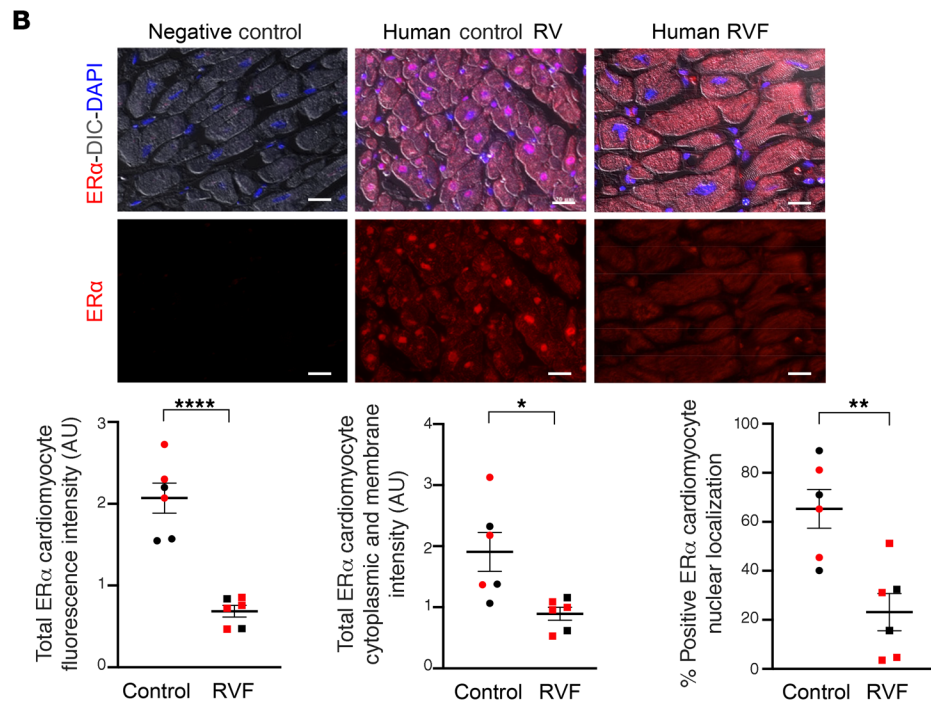 B
Negative control
Human control RV
Human RVF
ERα-DIC-DAPI
ERα
Total ERα cardiomyocyte
fluorescence intensity (AU)
3
2
1
0
****
Control
RVF
Total ERα cardiomyocyte
cytoplasmic and membrane
intensity (AU)
4
3
2
1
0
*
Control
RVF
% Positive ERα cardiomyocyte
nuclear localization
100
80
60
40
20
0
**
Control
RVF